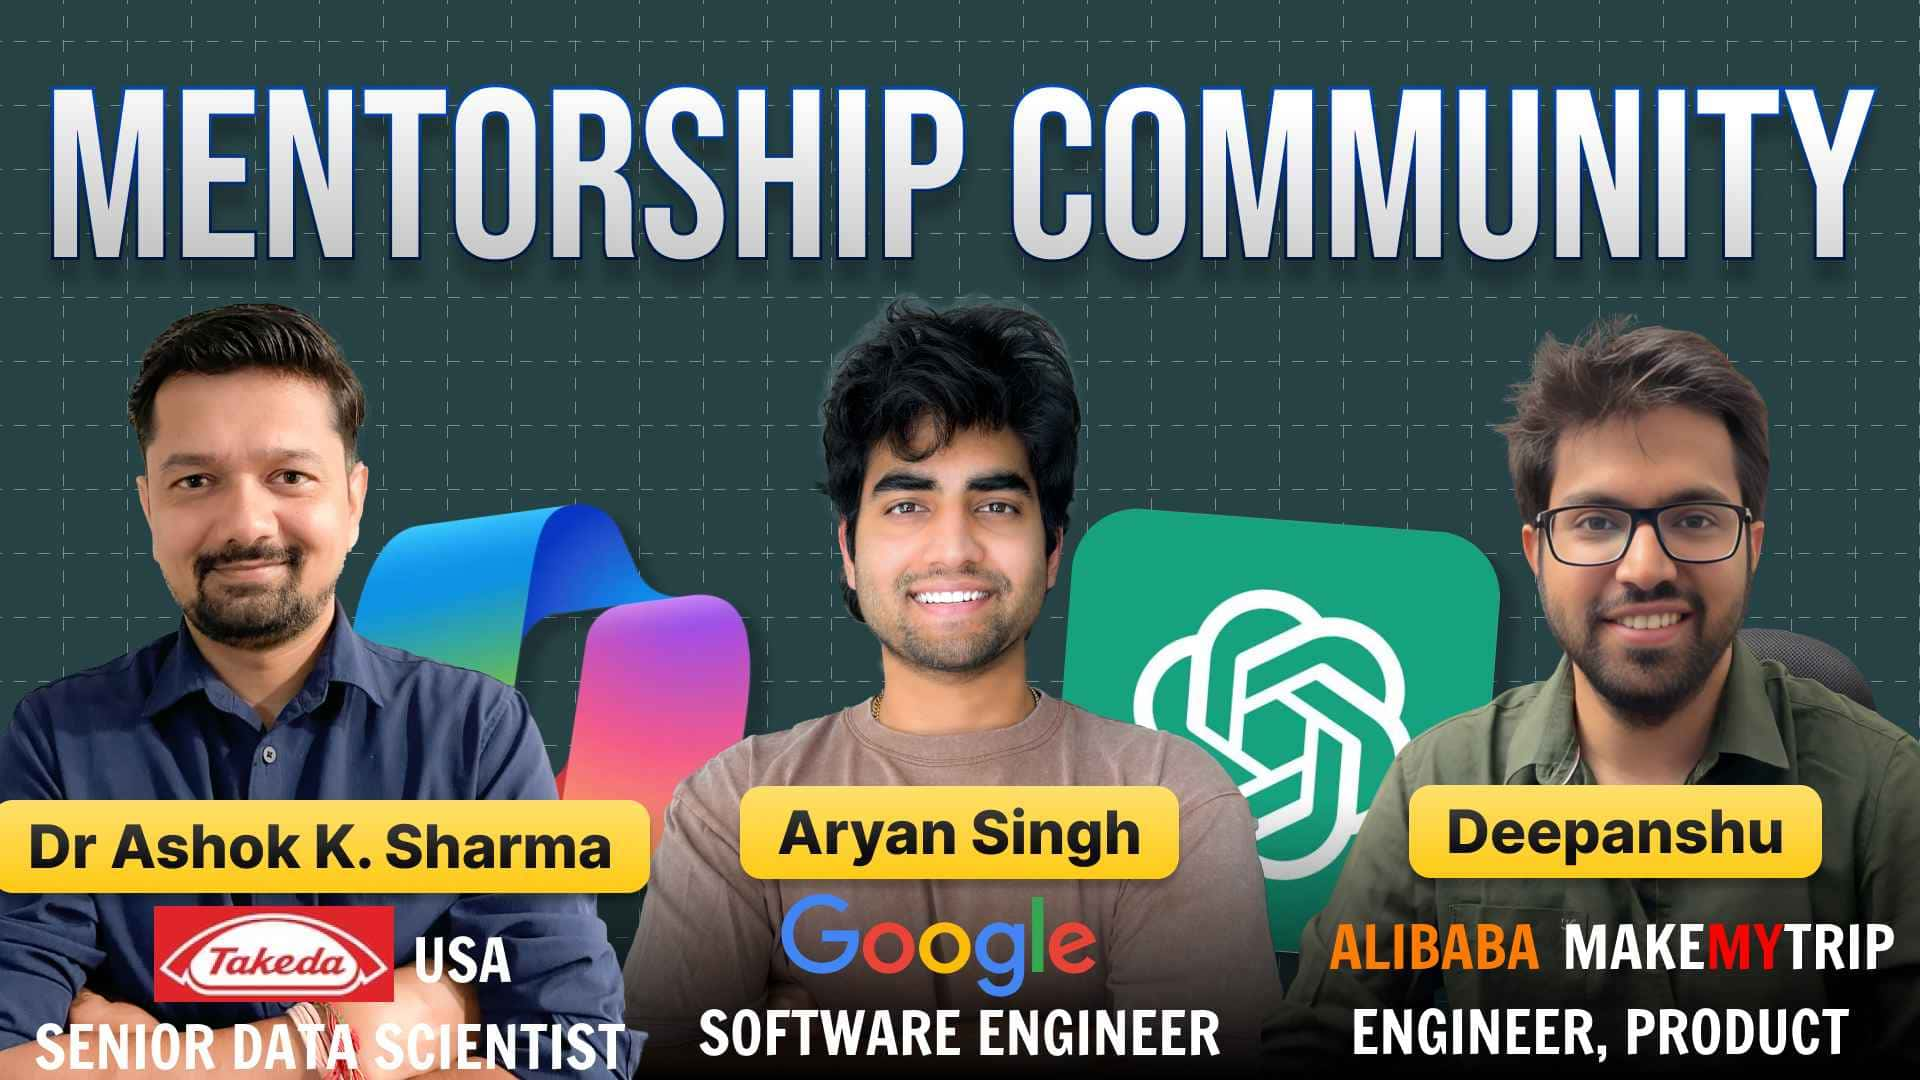 MENTORSHIP COMMUNITY
Dr Ashok K. Sharma
Takeda USA
SENIOR DATA SCIENTIST
Aryan Singh
Google
SOFTWARE ENGINEER
Deepanshu
ALIBABA MAKEMYTRIP
ENGINEER, PRODUCT